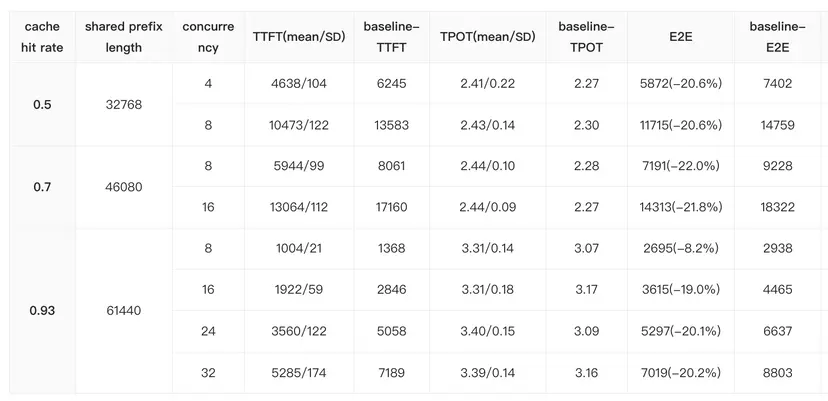 cache hit rate | shared prefix length | concurrency | TTFT(mean/SD) | baseline-TTFT | TPOT(mean/SD) | baseline-TPOT | E2E | baseline-E2E
0.5 | 32768 | 4 | 4638/104 | 6245 | 2.41/0.22 | 2.27 | 5872(-20.6%) | 7402
8 | 10473/122 | 13583 | 2.43/0.14 | 2.30 | 11715(-20.6%) | 14759
0.7 | 46080 | 8 | 5944/99 | 8061 | 2.44/0.10 | 2.28 | 7191(-22.0%) | 9228
16 | 13064/112 | 17160 | 2.44/0.09 | 2.27 | 14313(-21.8%) | 18322
0.93 | 61440 | 8 | 1004/21 | 1368 | 3.31/0.14 | 3.07 | 2695(-8.2%) | 2938
16 | 1922/59 | 2846 | 3.31/0.18 | 3.17 | 3615(-19.0%) | 4465
24 | 3560/122 | 5058 | 3.40/0.15 | 3.09 | 5297(-20.1%) | 6637
32 | 5285/174 | 7189 | 3.39/0.14 | 3.16 | 7019(-20.2%) | 8803